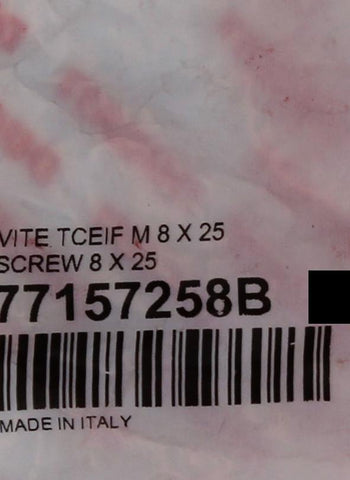 VITE TCEIF M 8 X 25
SCREW 8 X 25
77157258B
MADE IN ITALY